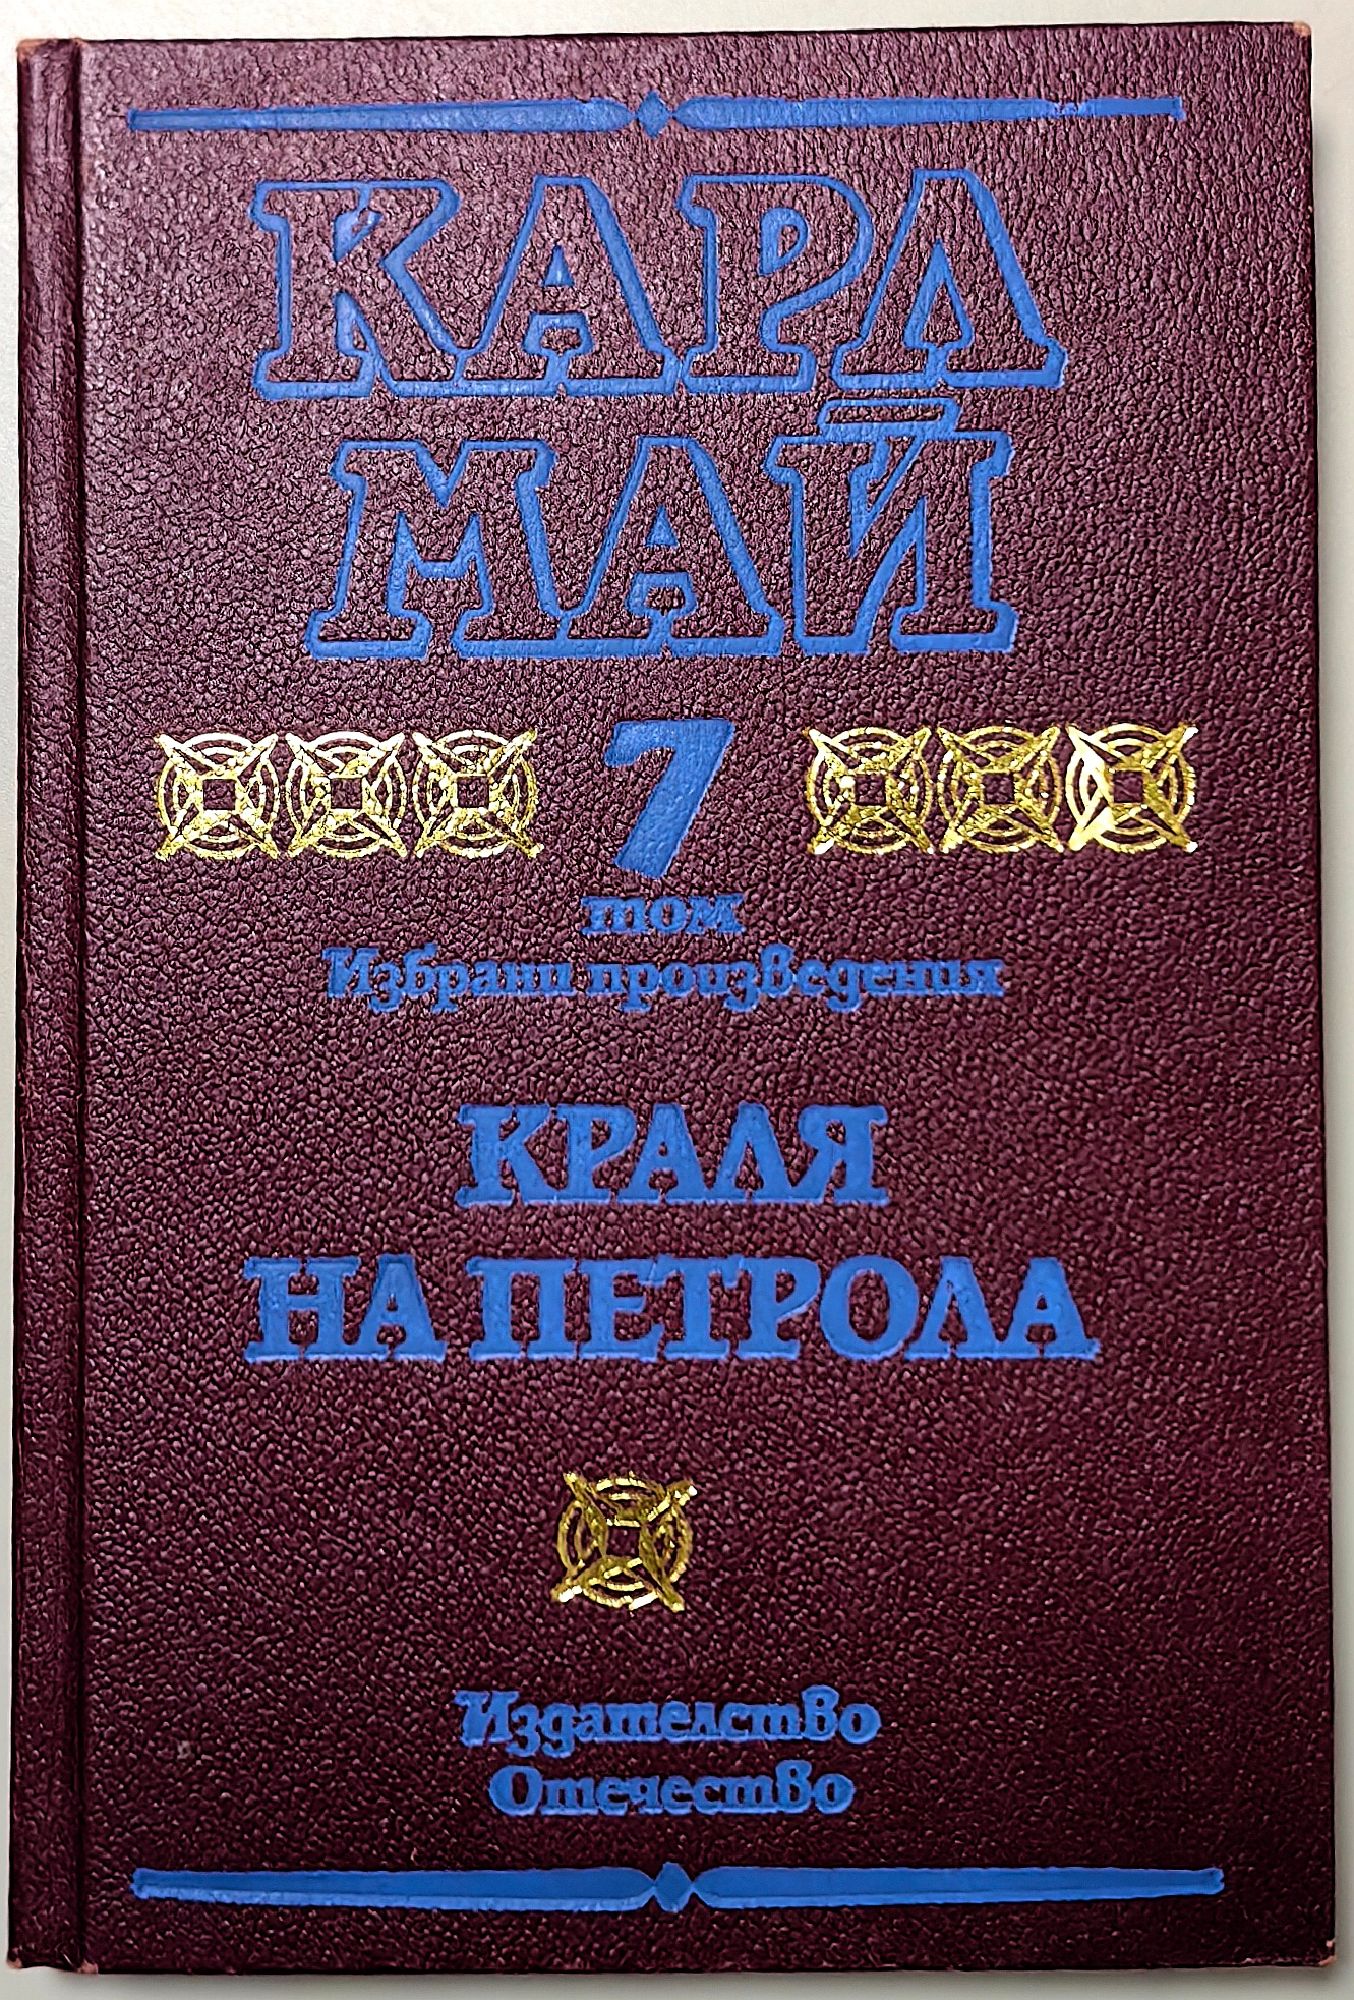 КАРЛ
МАЙ
7
том
Избрани произведения
КРАЛЯ
НА ПЕТРОЛА
Издателство
Отечество